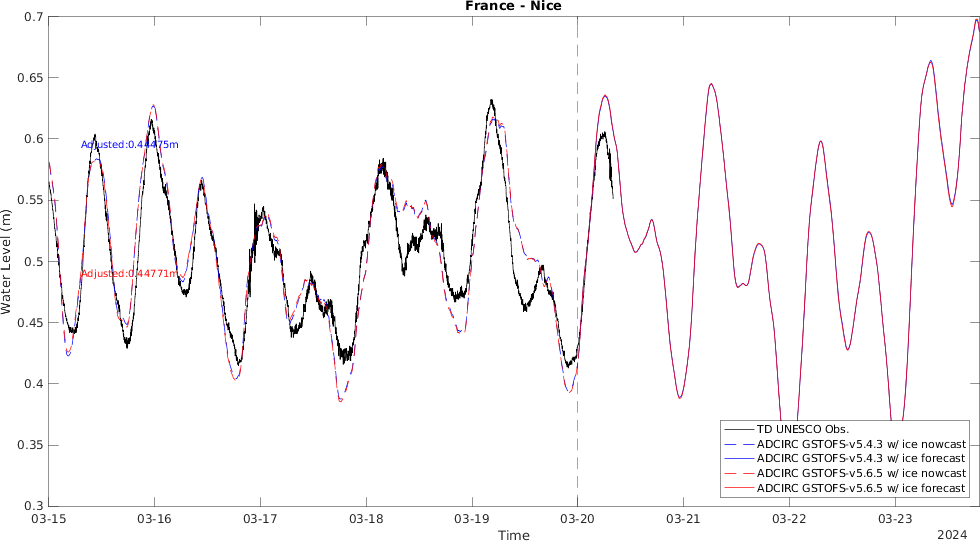 France - Nice
0.7
0.65
0.6
0.55
0.5
0.45
0.4
0.35
0.3
Water Level (m)
Adjusted:0.44475m
Adjusted:0.44771m
TD UNESCO Obs.
ADCIRC GSTOFS-v5.4.3 w/ ice nowcast
ADCIRC GSTOFS-v5.4.3 w/ ice forecast
ADCIRC GSTOFS-v5.6.5 w/ ice nowcast
ADCIRC GSTOFS-v5.6.5 w/ ice forecast
03-15 03-16 03-17 03-18 03-19 03-20 03-21 03-22 03-23
Time
2024